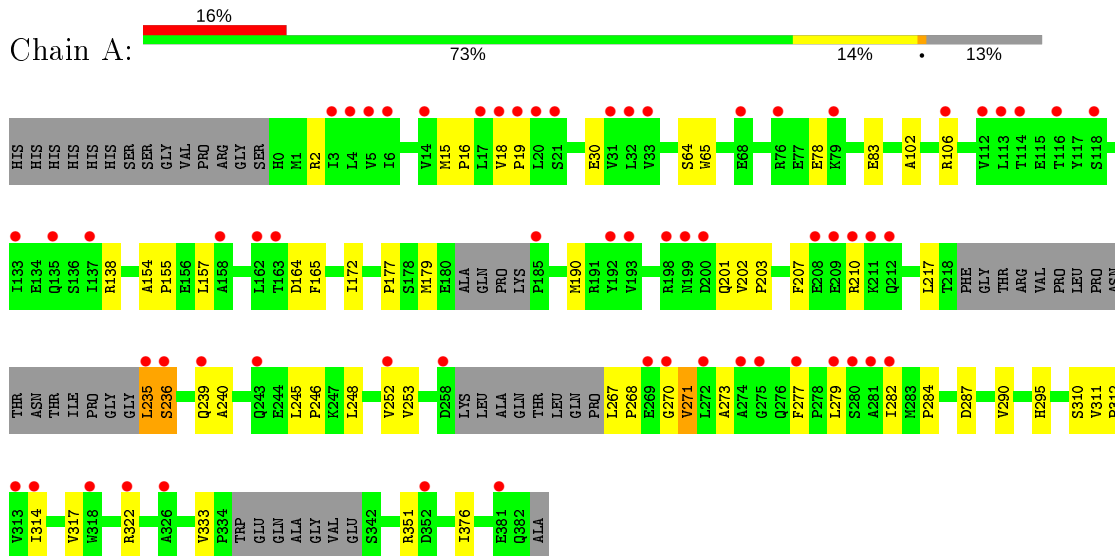 16%
Chain A:
73% 14% • 13%
HIS HIS HIS HIS HIS HIS SER SER GLY VAL PRO ARG GLY SER H0 M1 R2 I3 L4 V5 I6 V14 M15 P16 L17 V18 P19 L20 S21 E30 V31 L32 V33 S64 W65 E68 R76 E77 E78 K79 E83 A102 R106 V112 L113 T114 E115 T116 Y117 S118
I133 E134 Q135 S136 I137 R138 A154 P155 E156 L157 A158 L162 T163 D164 F165 I172 P177 S178 M179 E180 ALA GLN PRO LYS P185 M190 R191 Y192 V193 R198 N199 D200 Q201 V202 P203 F207 E208 E209 R210 K211 Q212 L217 T218 PHE GLY THR ARG VAL PRO LEU PRO ASN
THR ASN THR ILE PRO GLY GLY L235 S236 Q239 A240 Q243 E244 L245 P246 K247 L248 V252 V253 D258 LYS LEU ALA GLN THR LEU GLN PRO L267 P268 E269 G270 V271 L272 A273 A274 G275 Q276 F277 P278 L279 S280 A281 I282 M283 P284 D287 V290 H295 S310 V311 P312
V313 I314 V317 W318 R322 A326 V333 P334 TRP GLU GLN ALA GLY VAL GLU S342 R351 D352 I376 E381 Q382 ALA